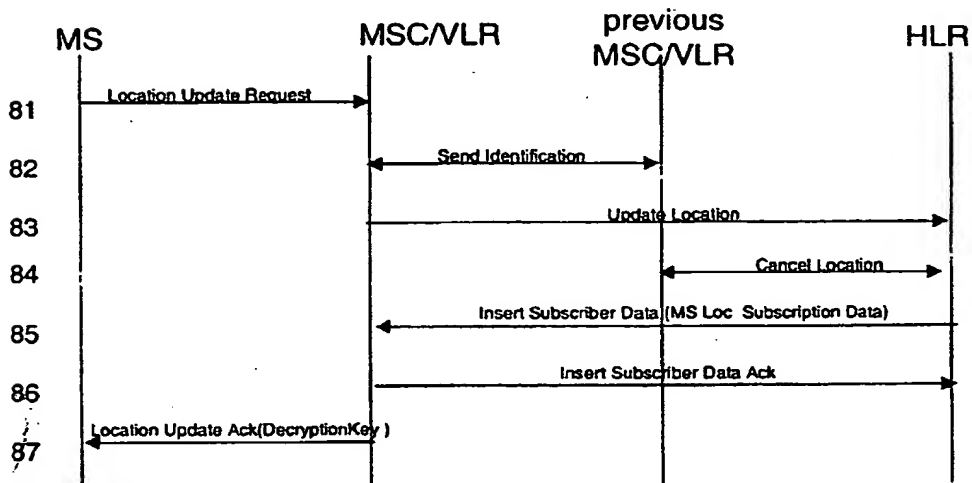 MS
MSC/VLR
previous
MSC/VLR
HLR
81
Location Update Request
82
Send Identification
83
Update Location
84
Cancel Location
85
Insert Subscriber Data (MS Loc Subscription Data)
86
Insert Subscriber Data Ack
87
Location Update Ack(DecryptionKey )